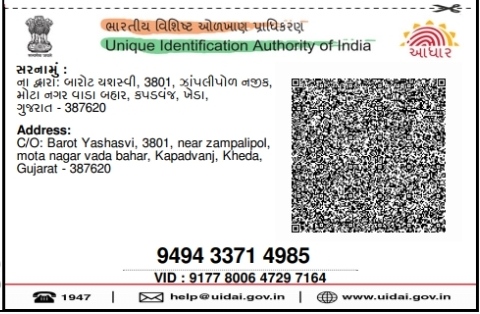 ભારતીય વિશિષ્ટ ઓળખાણ પ્રાધિકરણ
Unique Identification Authority of India
આધાર
સરનામું :
ના દ્વારા: બારોટ યશસ્વી, 3801, ઝાંપલીપોળ નજીક,
મોટા નગર વાડા બહાર, કપડવંજ, ખેડા,
ગુજરાત - 387620
Address:
C/O: Barot Yashasvi, 3801, near zampalipol,
mota nagar vada bahar, Kapadvanj, Kheda,
Gujarat - 387620
9494 3371 4985
VID : 9177 8006 4729 7164
1947 | help@uidai.gov.in | www.uidai.gov.in